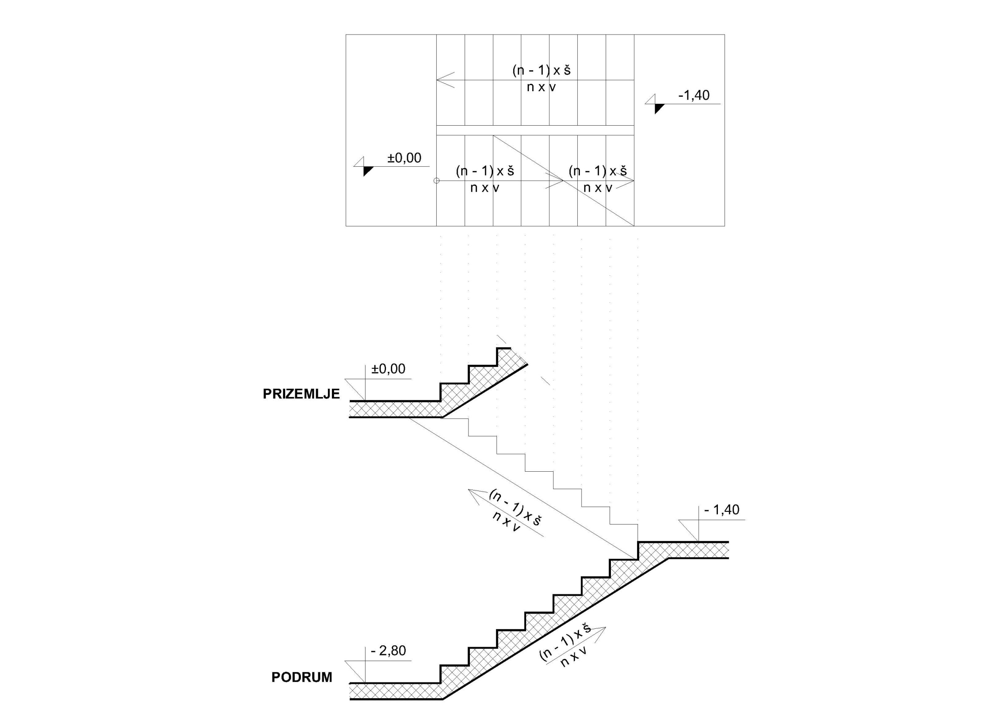 (n - 1) x š
n x v
-1,40
±0,00
(n - 1) x š
n x v
(n - 1) x š
n x v
±0,00
PRIZEMLJE
(n - 1) x š
n x v
- 1,40
(n - 1) x š
n x v
- 2,80
PODRUM